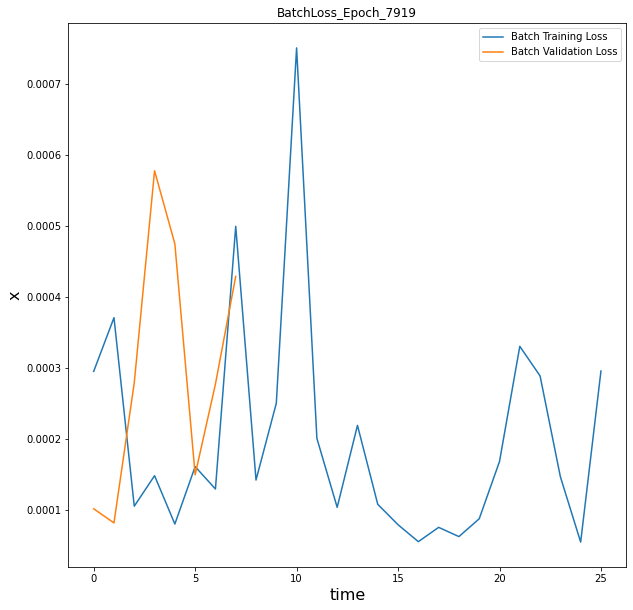 BatchLoss_Epoch_7919
Batch Training Loss
Batch Validation Loss
0.0007
0.0006
0.0005
0.0004
0.0003
0.0002
0.0001
x
0 5 10 15 20 25
time